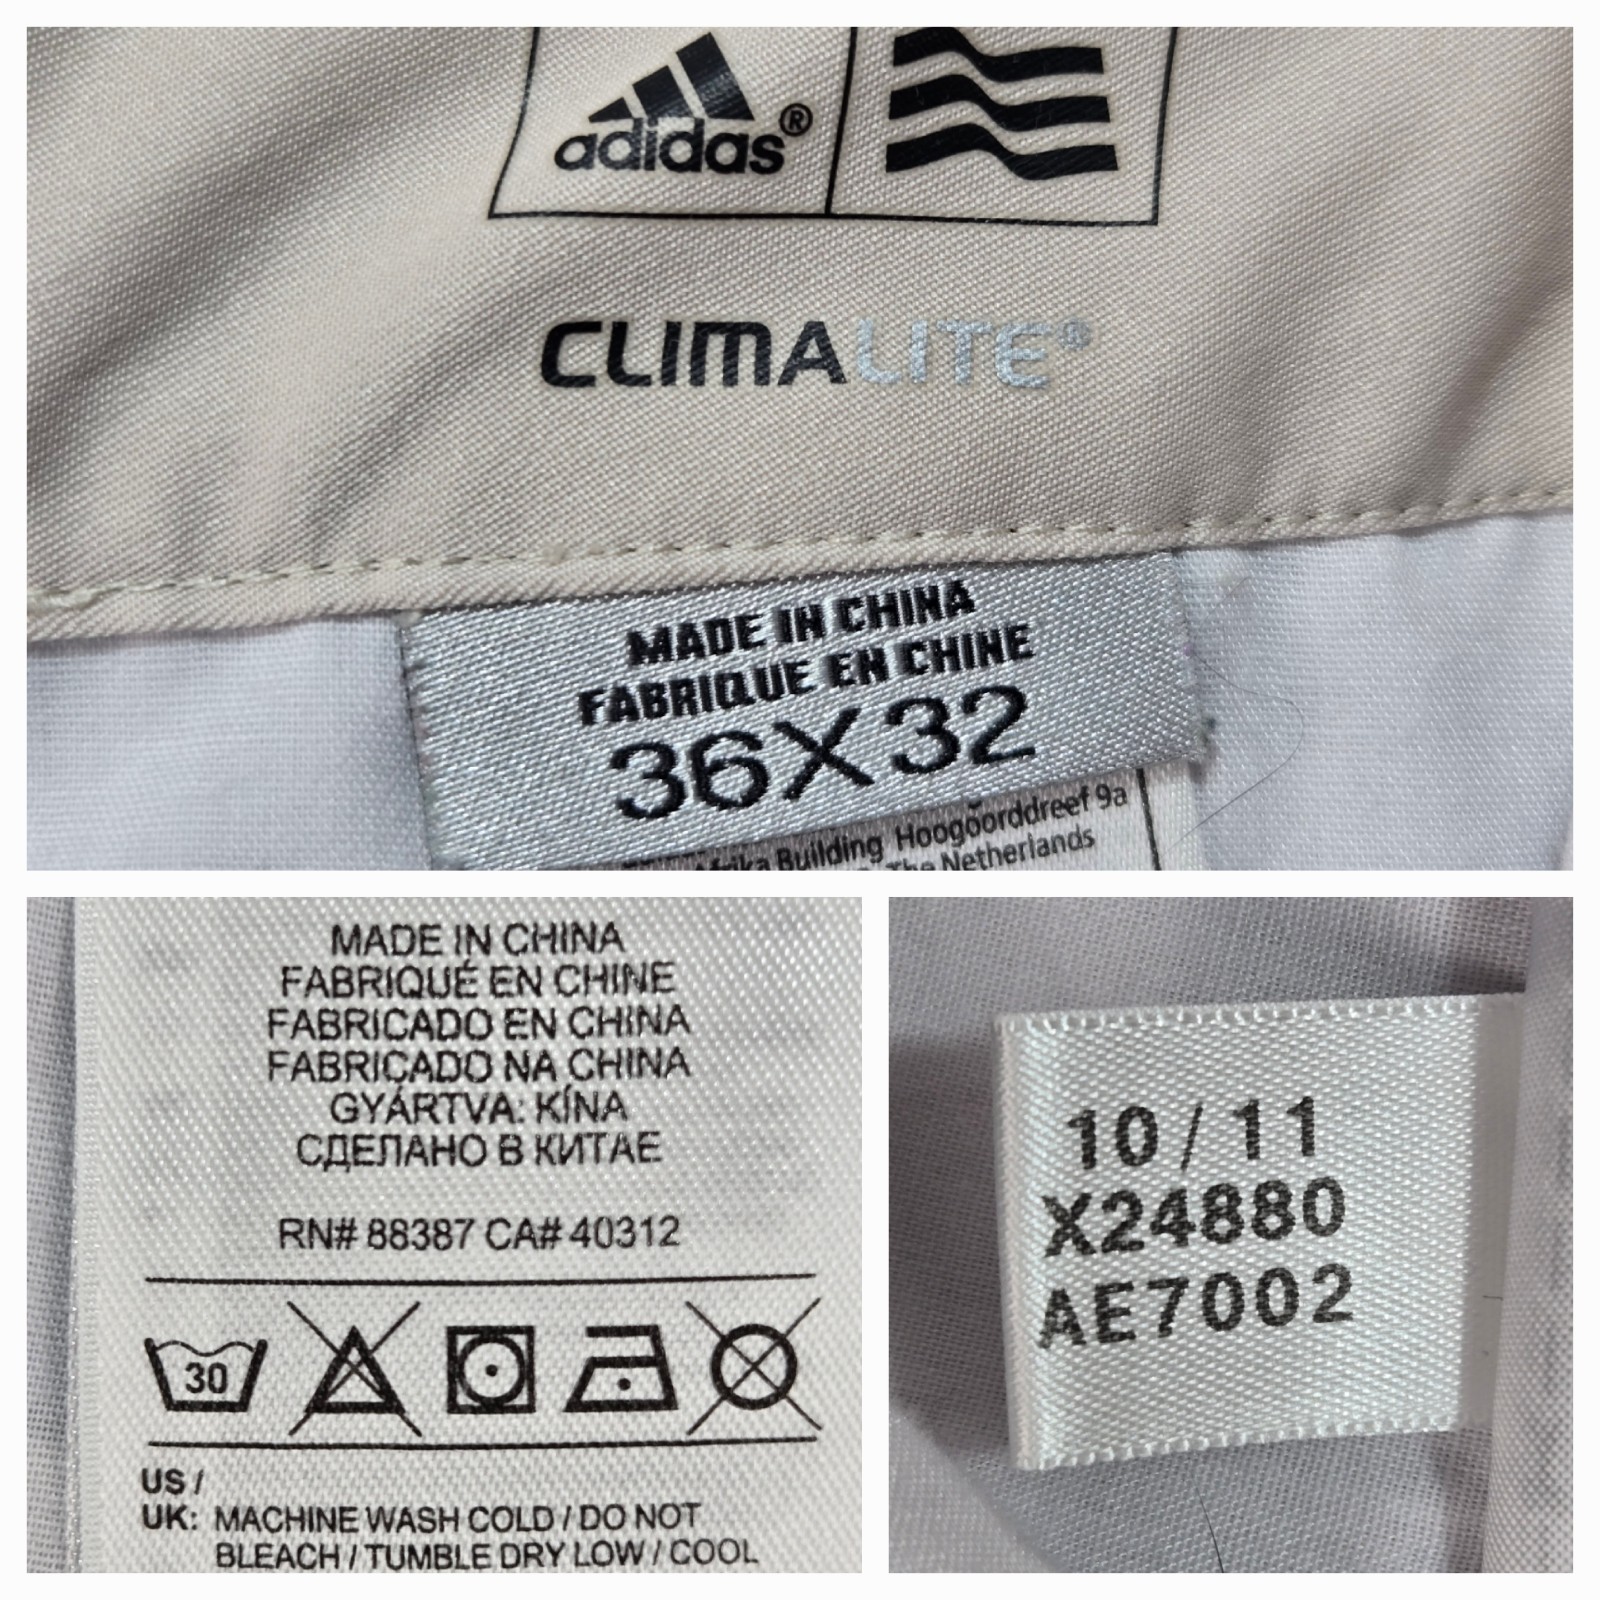 adidas®
CLIMALITE®
MADE IN CHINA
FABRIQUE EN CHINE
36X32
Hoogoorddreef 9a
Building The Netherlands
MADE IN CHINA
FABRIQUÉ EN CHINE
FABRICADO EN CHINA
FABRICADO NA CHINA
GYÁRTVA: KÍNA
СДЕЛАНО В КИТАЕ
RN# 88387 CA# 40312
30
US /
UK: MACHINE WASH COLD / DO NOT
BLEACH / TUMBLE DRY LOW / COOL
10/11
X24880
AE7002